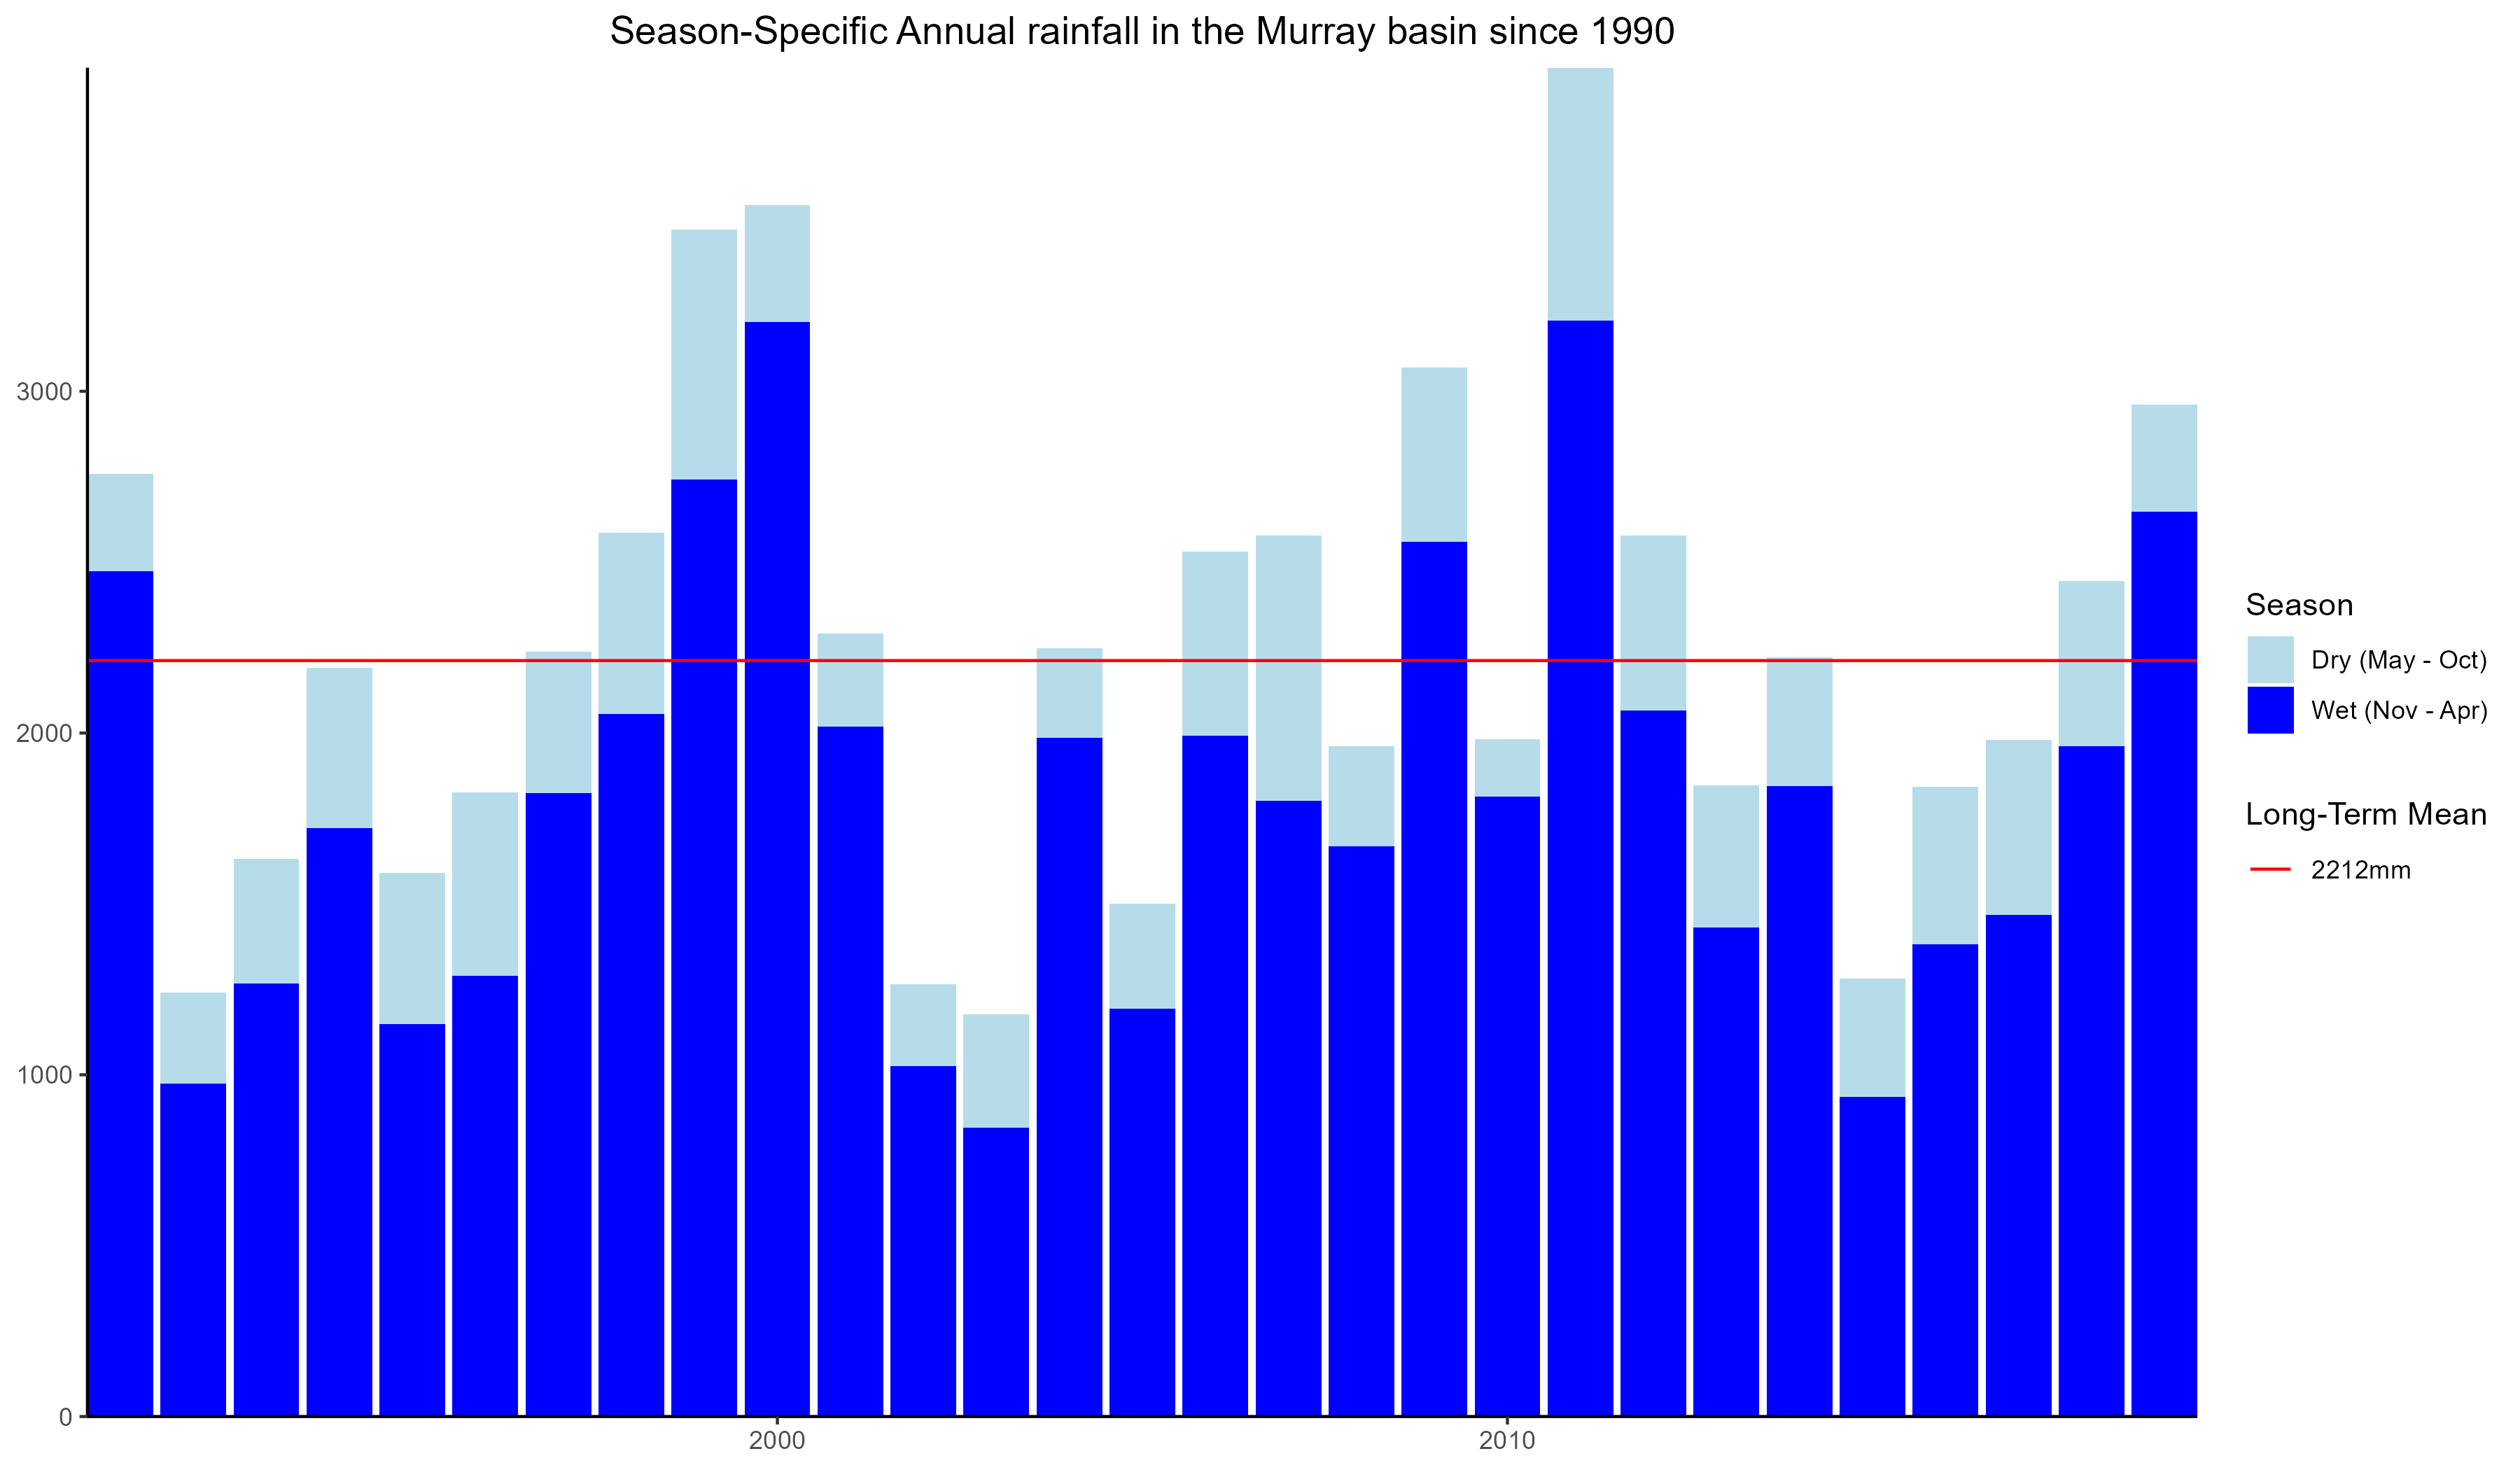 Season-Specific Annual rainfall in the Murray basin since 1990
3000
2000
1000
0
2000
2010
Season
Dry (May - Oct)
Wet (Nov - Apr)
Long-Term Mean
2212mm